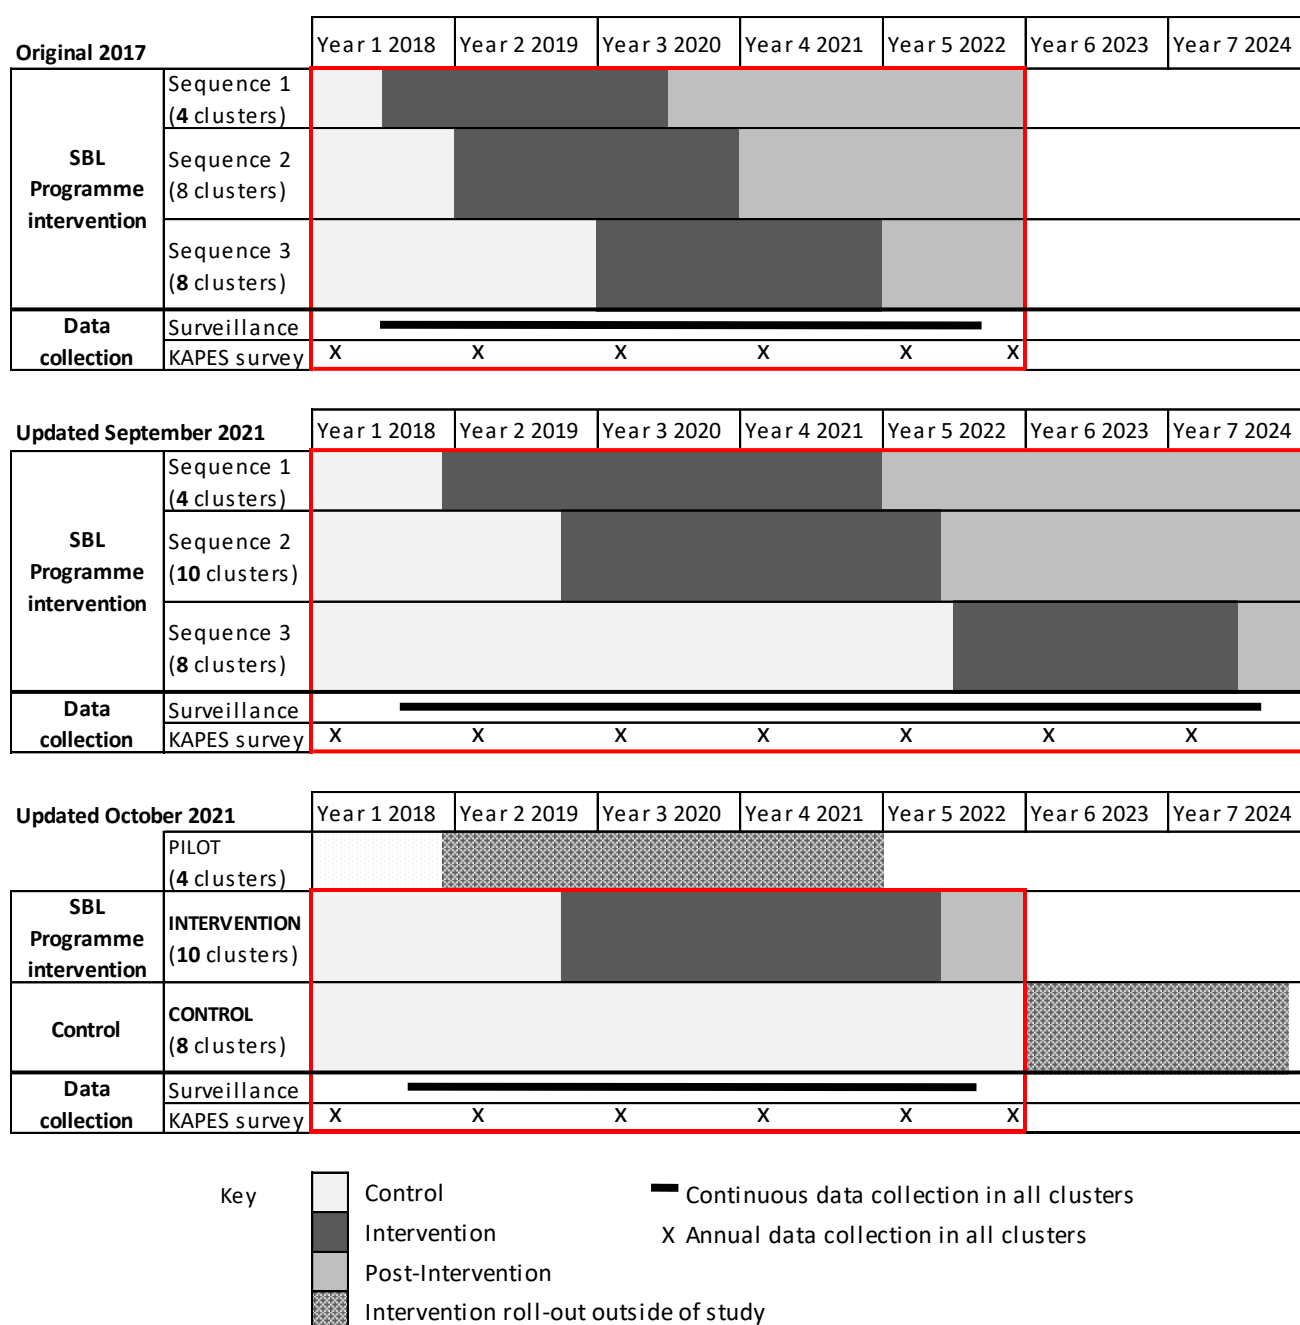 Original 2017
Year 1 2018 Year 2 2019 Year 3 2020 Year 4 2021 Year 5 2022 Year 6 2023 Year 7 2024
SBL
Programme
intervention
Sequence 1
(4 clusters)
Sequence 2
(8 clusters)
Sequence 3
(8 clusters)
Data
collection
Surveillance
KAPES survey X X X X X X
Updated September 2021
Year 1 2018 Year 2 2019 Year 3 2020 Year 4 2021 Year 5 2022 Year 6 2023 Year 7 2024
SBL
Programme
intervention
Sequence 1
(4 clusters)
Sequence 2
(10 clusters)
Sequence 3
(8 clusters)
Data
collection
Surveillance
KAPES survey X X X X X X X
Updated October 2021
Year 1 2018 Year 2 2019 Year 3 2020 Year 4 2021 Year 5 2022 Year 6 2023 Year 7 2024
PILOT
(4 clusters)
SBL
Programme
intervention
INTERVENTION
(10 clusters)
Control
CONTROL
(8 clusters)
Data
collection
Surveillance
KAPES survey X X X X X X
Key
Control
Intervention
Post-Intervention
Intervention roll-out outside of study
Continuous data collection in all clusters
X Annual data collection in all clusters